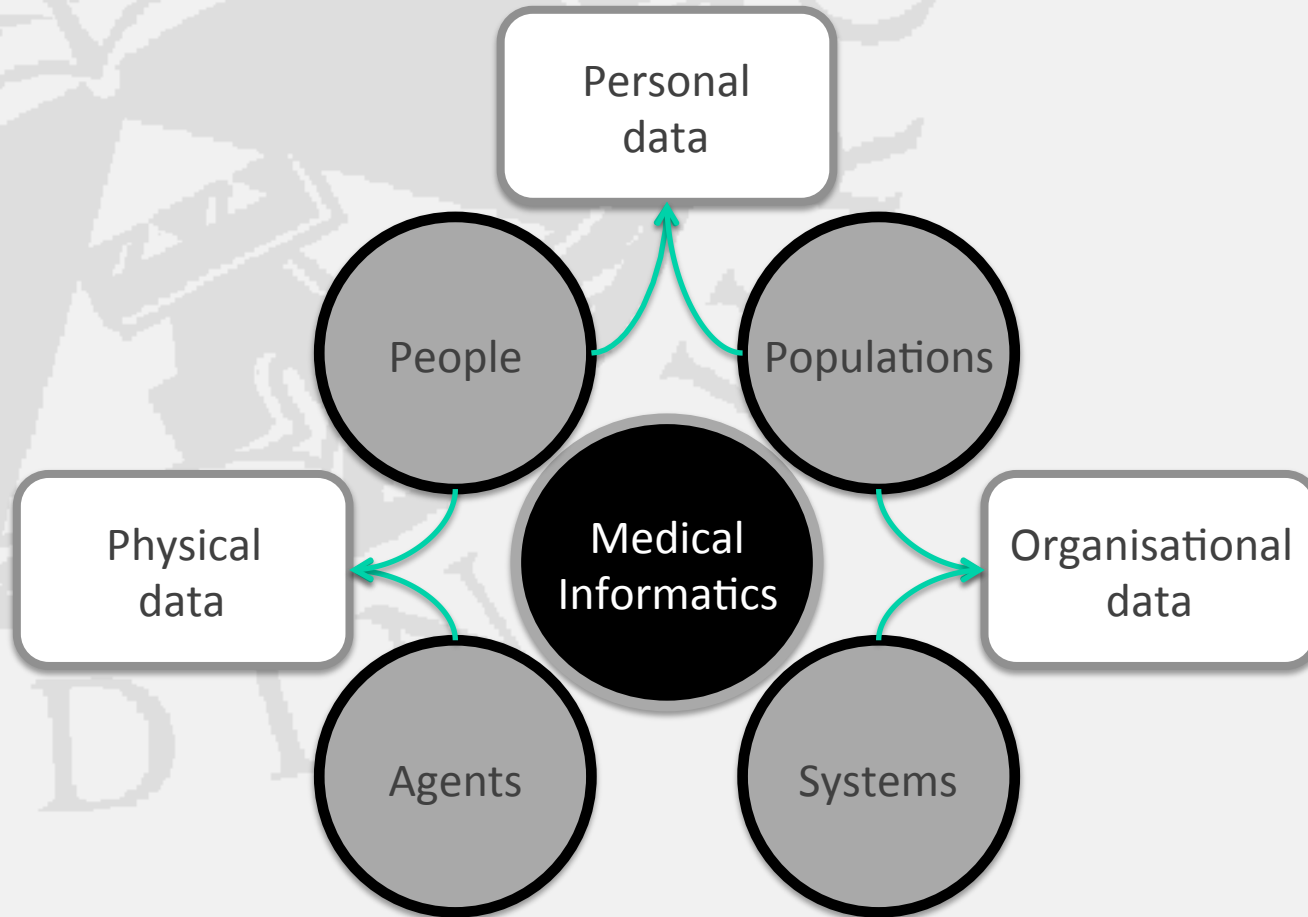 Personal
data
People
Populations
Medical
Informatics
Physical
data
Organisational
data
Agents
Systems